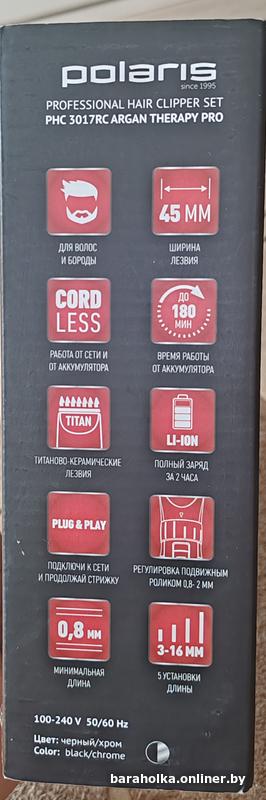 polaris
since 1995
PROFESSIONAL HAIR CLIPPER SET
PHC 3017RC ARGAN THERAPY PRO
45 ММ
ДЛЯ ВОЛОС
И БОРОДЫ
ШИРИНА
ЛЕЗВИЯ
CORD
LESS
ДО
180
МИН
РАБОТА ОТ СЕТИ И
ОТ АККУМУЛЯТОРА
ВРЕМЯ РАБОТЫ
ОТ АККУМУЛЯТОРА
TITAN
LI-ION
ТИТАНОВО-КЕРАМИЧЕСКИЕ
ЛЕЗВИЯ
ПОЛНЫЙ ЗАРЯД
ЗА 2 ЧАСА
PLUG & PLAY
ПОДКЛЮЧИ К СЕТИ
И ПРОДОЛЖАЙ СТРИЖКУ
РЕГУЛИРОВКА ПОДВИЖНЫМ
РОЛИКОМ 0,8- 2 ММ
0,8 ММ
3-16 ММ
МИНИМАЛЬНАЯ
ДЛИНА
5 УСТАНОВКИ
ДЛИНЫ
100-240 V 50/60 Hz
Цвет: черный/хром
Color: black/chrome
baraholka.onliner.by